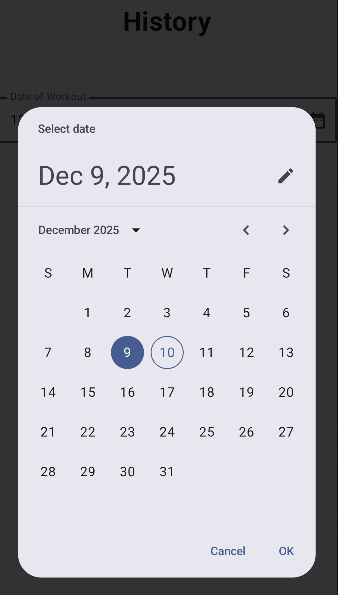 History
Date of Workout
Select date
Dec 9, 2025
December 2025
S M T W T F S
1 2 3 4 5 6
7 8 9 10 11 12 13
14 15 16 17 18 19 20
21 22 23 24 25 26 27
28 29 30 31
Cancel OK